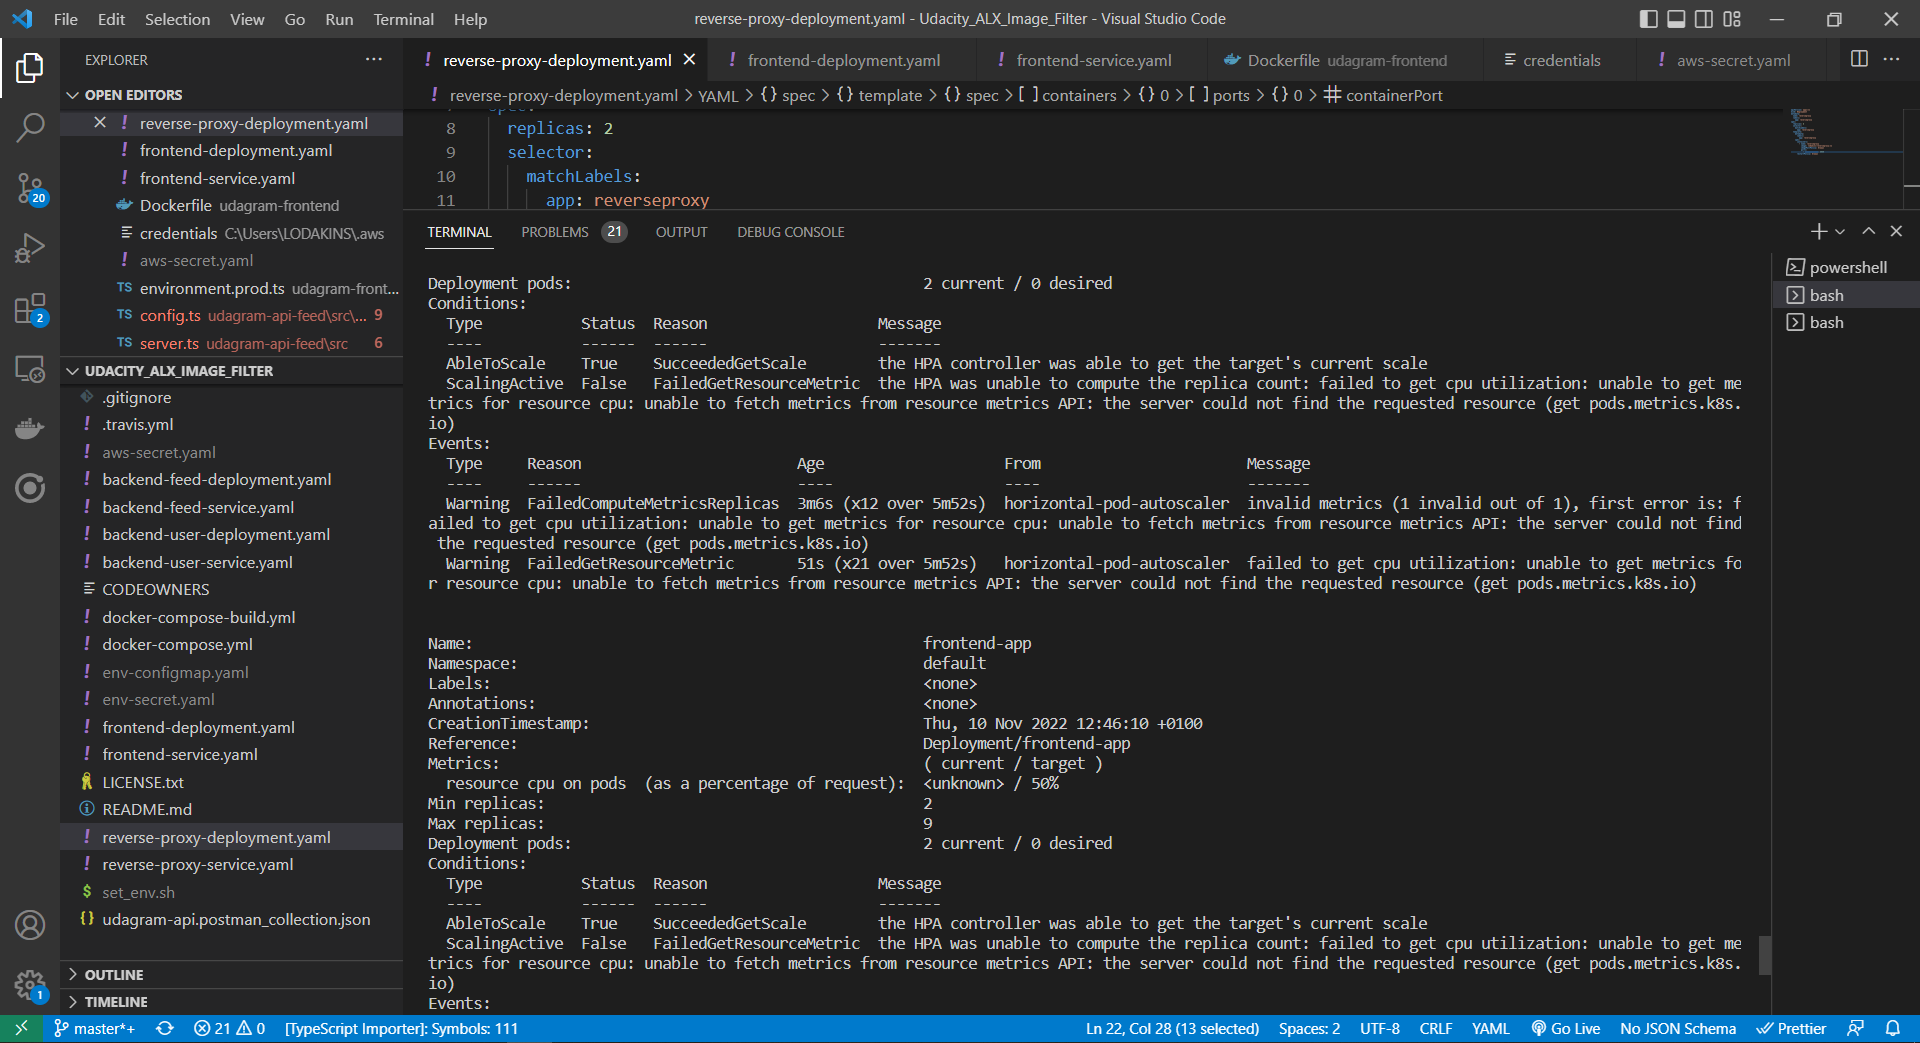 File Edit Selection View Go Run Terminal Help
reverse-proxy-deployment.yaml - Udacity_ALX_Image_Filter - Visual Studio Code
EXPLORER
OPEN EDITORS
reverse-proxy-deployment.yaml
frontend-deployment.yaml
frontend-service.yaml
Dockerfile udagram-frontend
credentials C:\Users\LODAKINS\.aws
aws-secret.yaml
environment.prod.ts udagram-front...
config.ts udagram-api-feed\src\... 9
server.ts udagram-api-feed\src 6
UDACITY_ALX_IMAGE_FILTER
.gitignore
.travis.yml
aws-secret.yaml
backend-feed-deployment.yaml
backend-feed-service.yaml
backend-user-deployment.yaml
backend-user-service.yaml
CODEOWNERS
docker-compose-build.yml
docker-compose.yml
env-configmap.yaml
env-secret.yaml
frontend-deployment.yaml
frontend-service.yaml
LICENSE.txt
README.md
reverse-proxy-deployment.yaml
reverse-proxy-service.yaml
set_env.sh
udagram-api.postman_collection.json
OUTLINE
TIMELINE
20
2
1
reverse-proxy-deployment.yaml frontend-deployment.yaml frontend-service.yaml Dockerfile udagram-frontend credentials aws-secret.yaml
reverse-proxy-deployment.yaml > YAML > {} spec > {} template > {} spec > [ ] containers > {} 0 > [ ] ports > {} 0 > containerPort
spec:
8 replicas: 2
9 selector:
10 matchLabels:
11 app: reverseproxy
TERMINAL PROBLEMS 21 OUTPUT DEBUG CONSOLE
powershell
bash
bash
Deployment pods: 2 current / 0 desired
Conditions:
Type Status Reason Message
---- ------ ------ -------
AbleToScale True SucceededGetScale the HPA controller was able to get the target's current scale
ScalingActive False FailedGetResourceMetric the HPA was unable to compute the replica count: failed to get cpu utilization: unable to get me
trics for resource cpu: unable to fetch metrics from resource metrics API: the server could not find the requested resource (get pods.metrics.k8s.
io)
Events:
Type Reason Age From Message
---- ------ ---- ---- -------
Warning FailedComputeMetricsReplicas 3m6s (x12 over 5m52s) horizontal-pod-autoscaler invalid metrics (1 invalid out of 1), first error is: f
ailed to get cpu utilization: unable to get metrics for resource cpu: unable to fetch metrics from resource metrics API: the server could not find
the requested resource (get pods.metrics.k8s.io)
Warning FailedGetResourceMetric 51s (x21 over 5m52s) horizontal-pod-autoscaler failed to get cpu utilization: unable to get metrics fo
r resource cpu: unable to fetch metrics from resource metrics API: the server could not find the requested resource (get pods.metrics.k8s.io)
Name: frontend-app
Namespace: default
Labels: <none>
Annotations: <none>
CreationTimestamp: Thu, 10 Nov 2022 12:46:10 +0100
Reference: Deployment/frontend-app
Metrics: ( current / target )
resource cpu on pods (as a percentage of request): <unknown> / 50%
Min replicas: 2
Max replicas: 9
Deployment pods: 2 current / 0 desired
Conditions:
Type Status Reason Message
---- ------ ------ -------
AbleToScale True SucceededGetScale the HPA controller was able to get the target's current scale
ScalingActive False FailedGetResourceMetric the HPA was unable to compute the replica count: failed to get cpu utilization: unable to get me
trics for resource cpu: unable to fetch metrics from resource metrics API: the server could not find the requested resource (get pods.metrics.k8s.
io)
Events:
master*+ 21 0 [TypeScript Importer]: Symbols: 111 Ln 22, Col 28 (13 selected) Spaces: 2 UTF-8 CRLF YAML Go Live No JSON Schema Prettier